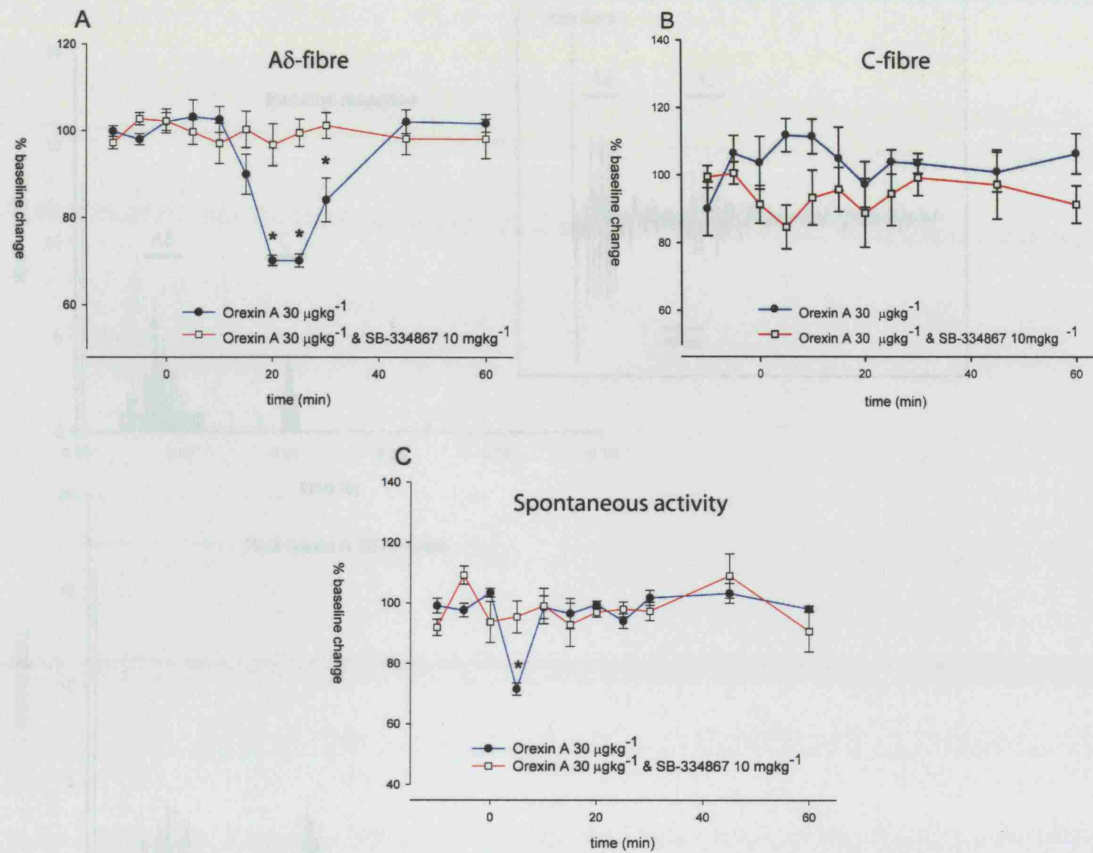 A
Aδ-fibre
120
100
80
60
% baseline change
* * *
Orexin A 30 μgkg⁻¹
Orexin A 30 μgkg⁻¹ & SB-334867 10 mgkg⁻¹
0 20 40 60
time (min)
B
C-fibre
140
120
100
80
60
% baseline change
Orexin A 30 μgkg⁻¹
Orexin A 30 μgkg⁻¹ & SB-334867 10mgkg⁻¹
0 20 40 60
time (min)
C
Spontaneous activity
140
120
100
80
60
40
% baseline change
*
Orexin A 30 μgkg⁻¹
Orexin A 30 μgkg⁻¹ & SB-334867 10 mgkg⁻¹
0 20 40 60
time (min)